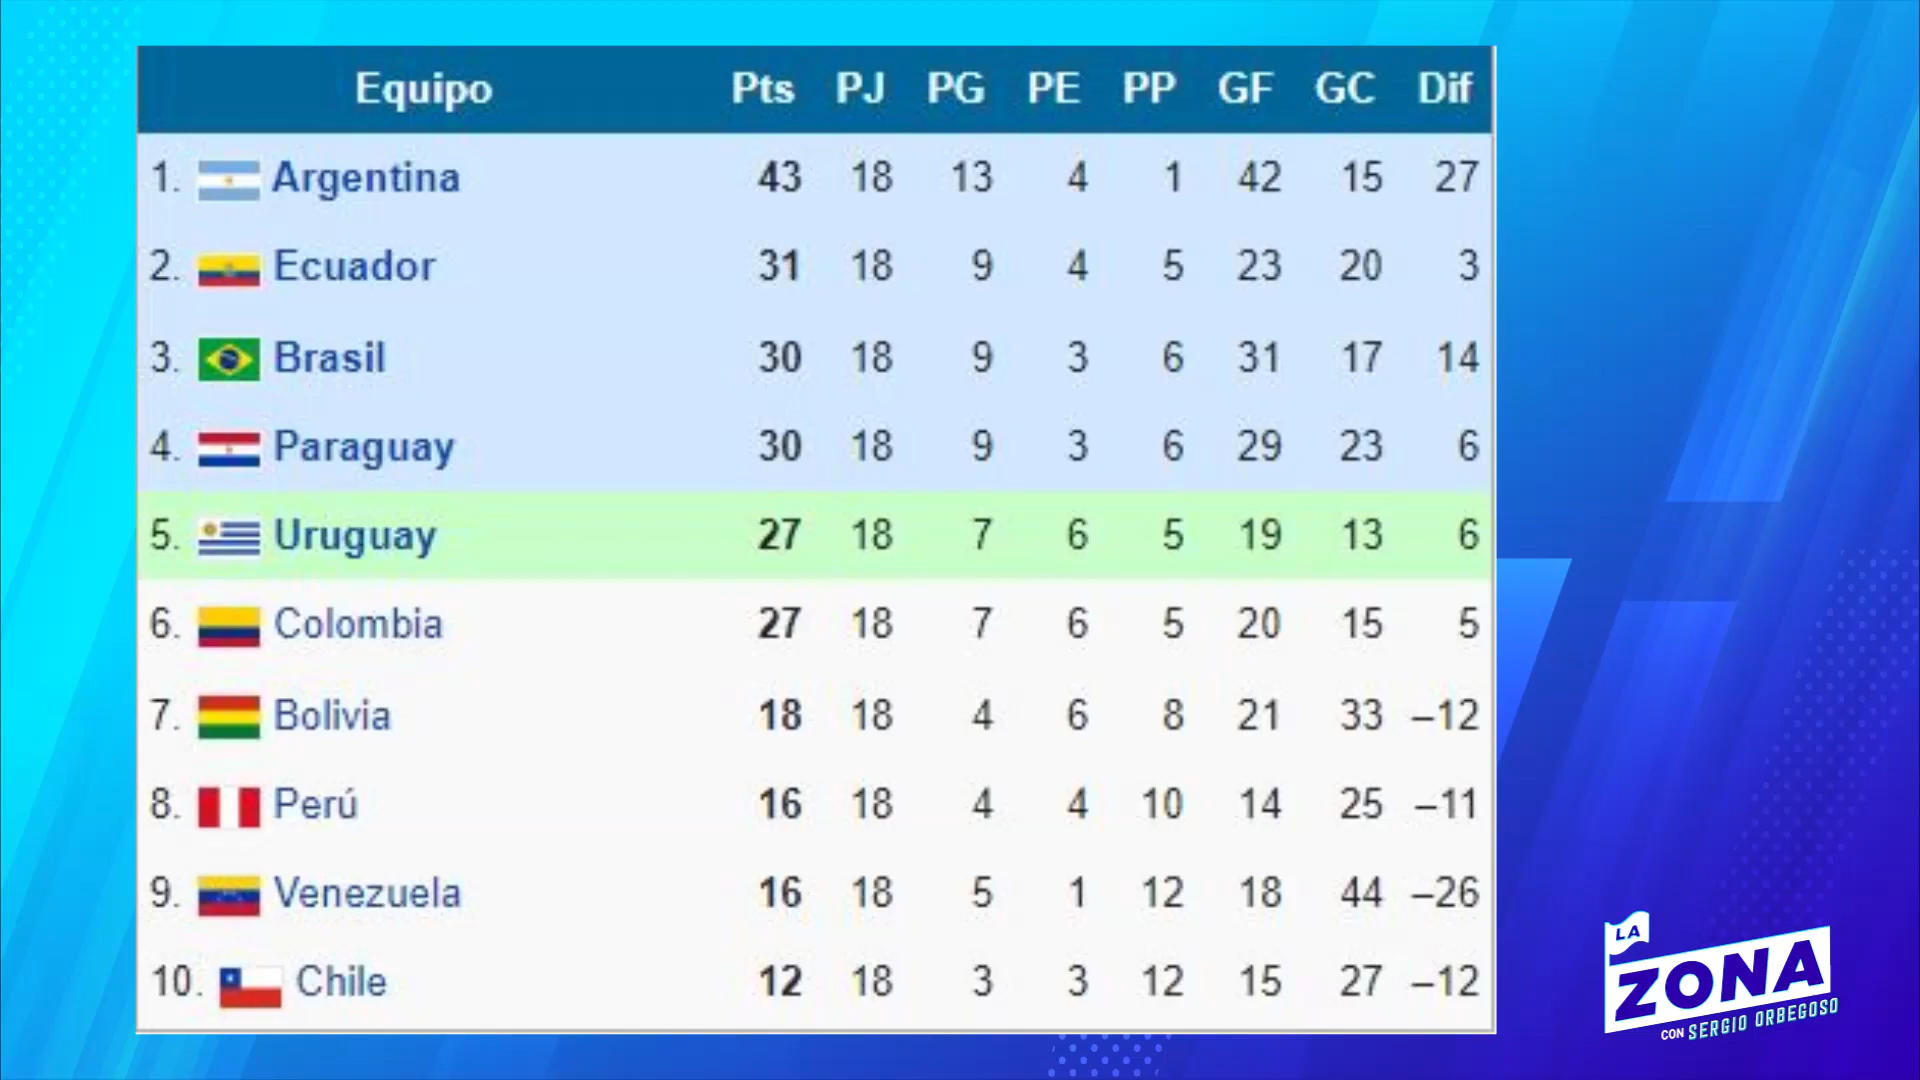 Equipo Pts PJ PG PE PP GF GC Dif
1. Argentina 43 18 13 4 1 42 15 27
2. Ecuador 31 18 9 4 5 23 20 3
3. Brasil 30 18 9 3 6 31 17 14
4. Paraguay 30 18 9 3 6 29 23 6
5. Uruguay 27 18 7 6 5 19 13 6
6. Colombia 27 18 7 6 5 20 15 5
7. Bolivia 18 18 4 6 8 21 33 –12
8. Perú 16 18 4 4 10 14 25 –11
9. Venezuela 16 18 5 1 12 18 44 –26
10. Chile 12 18 3 3 12 15 27 –12
LA
ZONA
CON SERGIO ORBEGOSO